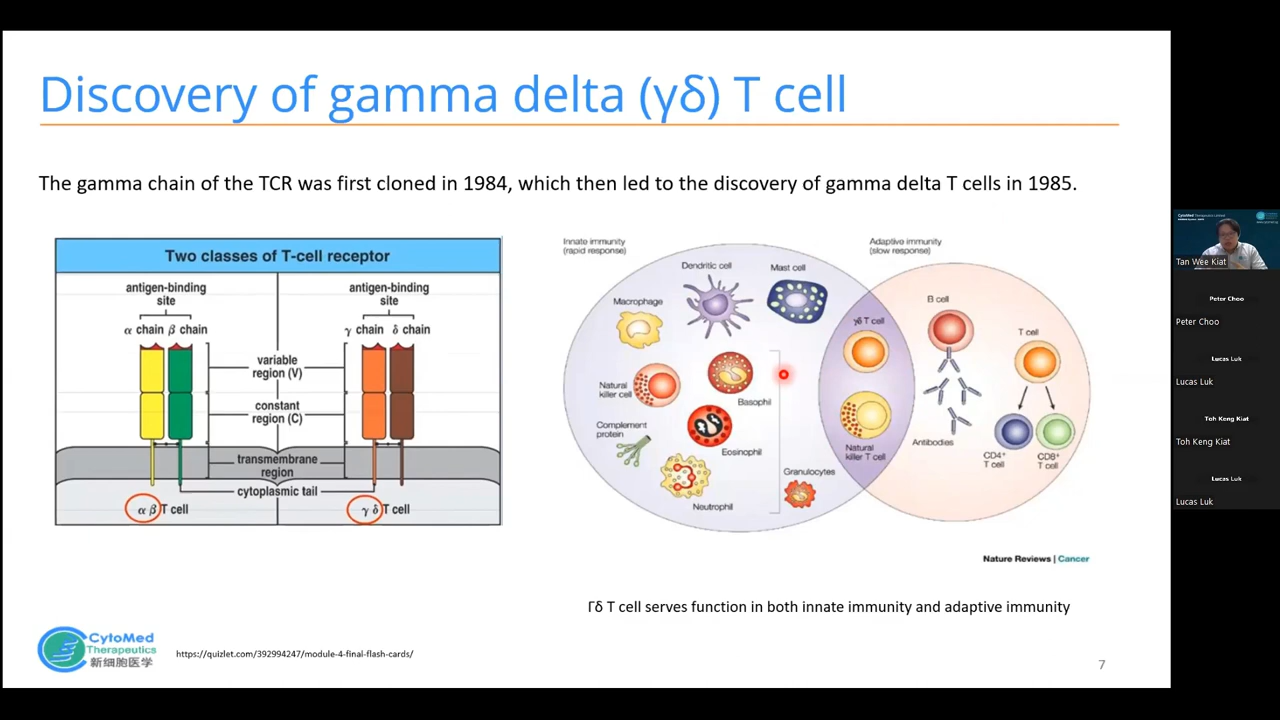 Discovery of gamma delta (γδ) T cell
The gamma chain of the TCR was first cloned in 1984, which then led to the discovery of gamma delta T cells in 1985.
Two classes of T-cell receptor
antigen-binding
site
α chain β chain
antigen-binding
site
γ chain δ chain
variable
region (V)
constant
region (C)
transmembrane
region
cytoplasmic tail
α β T cell
γ δ T cell
Innate immunity
(rapid response)
Adaptive immunity
(slow response)
Dendritic cell
Mast cell
Macrophage
γδ T cell
B cell
T cell
Natural
killer cell
Basophil
Complement
protein
Eosinophil
Natural
killer T cell
Antibodies
CD4⁺
T cell
CD8⁺
T cell
Granulocytes
Neutrophil
Nature Reviews | Cancer
Γδ T cell serves function in both innate immunity and adaptive immunity
CytoMed
Therapeutics
新细胞医学
https://quizlet.com/392994247/module-4-final-flash-cards/
7
Tan Wee Kiat
Peter Choo
Peter Choo
Lucas Luk
Lucas Luk
Toh Keng Kiat
Toh Keng Kiat
Lucas Luk
Lucas Luk